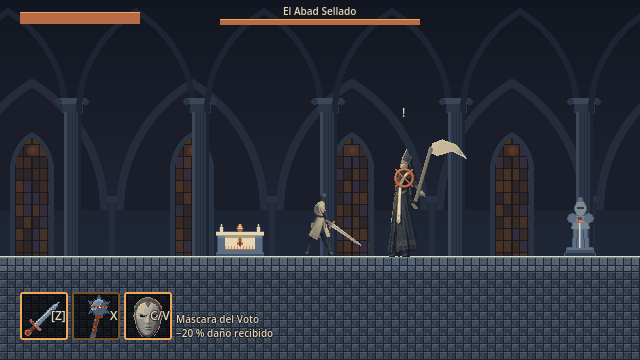 El Abad Sellado
!
[Z]
X
C/V
Máscara del Voto
−20 % daño recibido